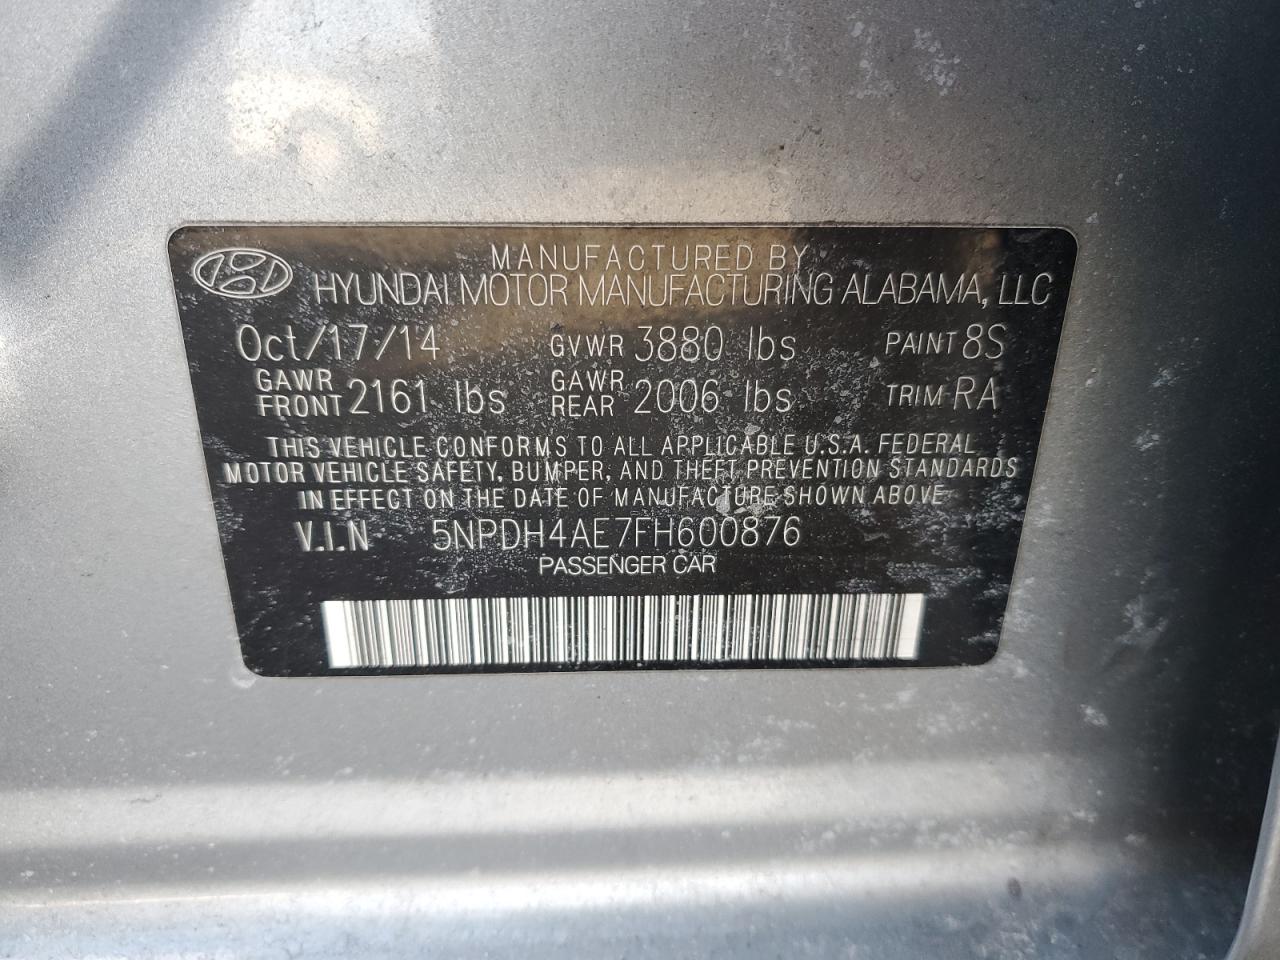 MANUFACTURED BY
HYUNDAI MOTOR MANUFACTURING ALABAMA, LLC
Oct/17/14 GVWR 3880 lbs PAINT 8S
GAWR FRONT 2161 lbs GAWR REAR 2006 lbs TRIM RA
THIS VEHICLE CONFORMS TO ALL APPLICABLE U.S.A. FEDERAL
MOTOR VEHICLE SAFETY, BUMPER, AND THEFT PREVENTION STANDARDS
IN EFFECT ON THE DATE OF MANUFACTURE SHOWN ABOVE
V.I.N 5NPDH4AE7FH600876
PASSENGER CAR